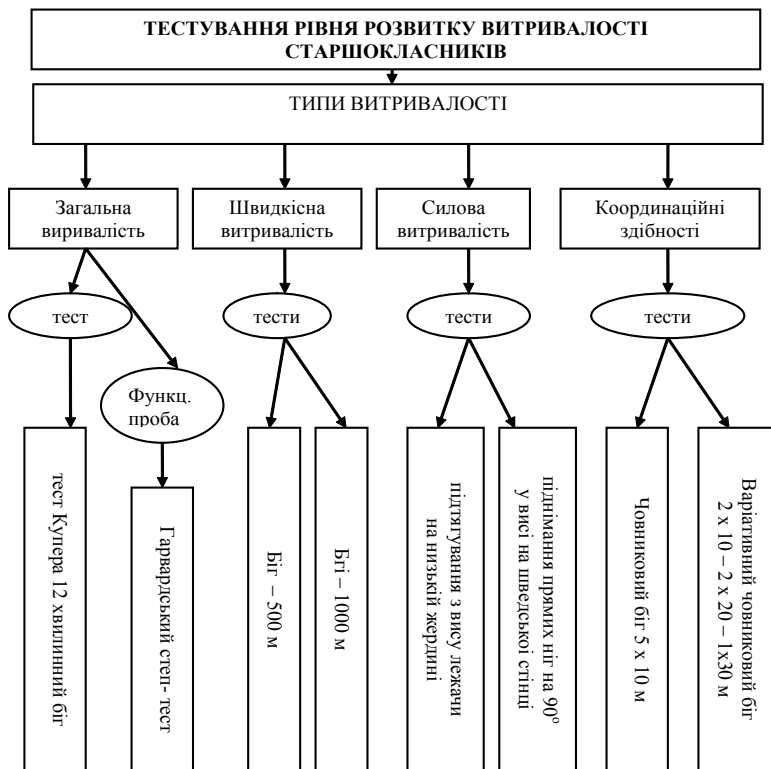 ТЕСТУВАННЯ РІВНЯ РОЗВИТКУ ВИТРИВАЛОСТІ
СТАРШОКЛАСНИКІВ
ТИПИ ВИТРИВАЛОСТІ
Загальна
виривалість
Швидкісна
витривалість
Силова
витривалість
Координаційні
здібності
тест
тести
тести
тести
Функц.
проба
тест Купера 12 хвилинний біг
Гарвардський степ- тест
Біг – 500 м
Бгі – 1000 м
підтягування з вису лежачи
на низькій жердині
піднімання прямих ніг на 90°
у висі на шведської стінці
Човниковий біг 5 х 10 м
Варіативний човниковий біг
2 х 10 – 2 х 20 – 1х30 м